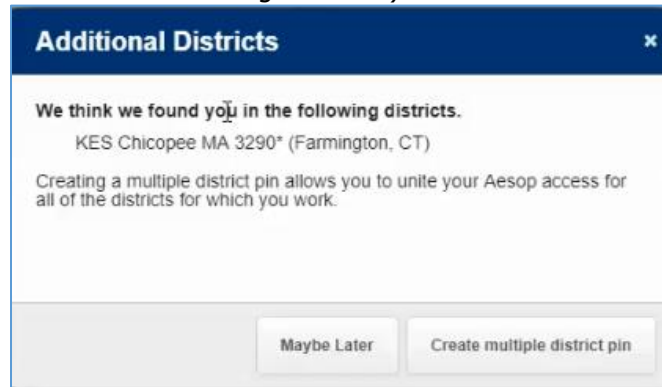 Additional Districts ×
We think we found you in the following districts.
KES Chicopee MA 3290* (Farmington, CT)
Creating a multiple district pin allows you to unite your Aesop access for
all of the districts for which you work.
Maybe Later Create multiple district pin